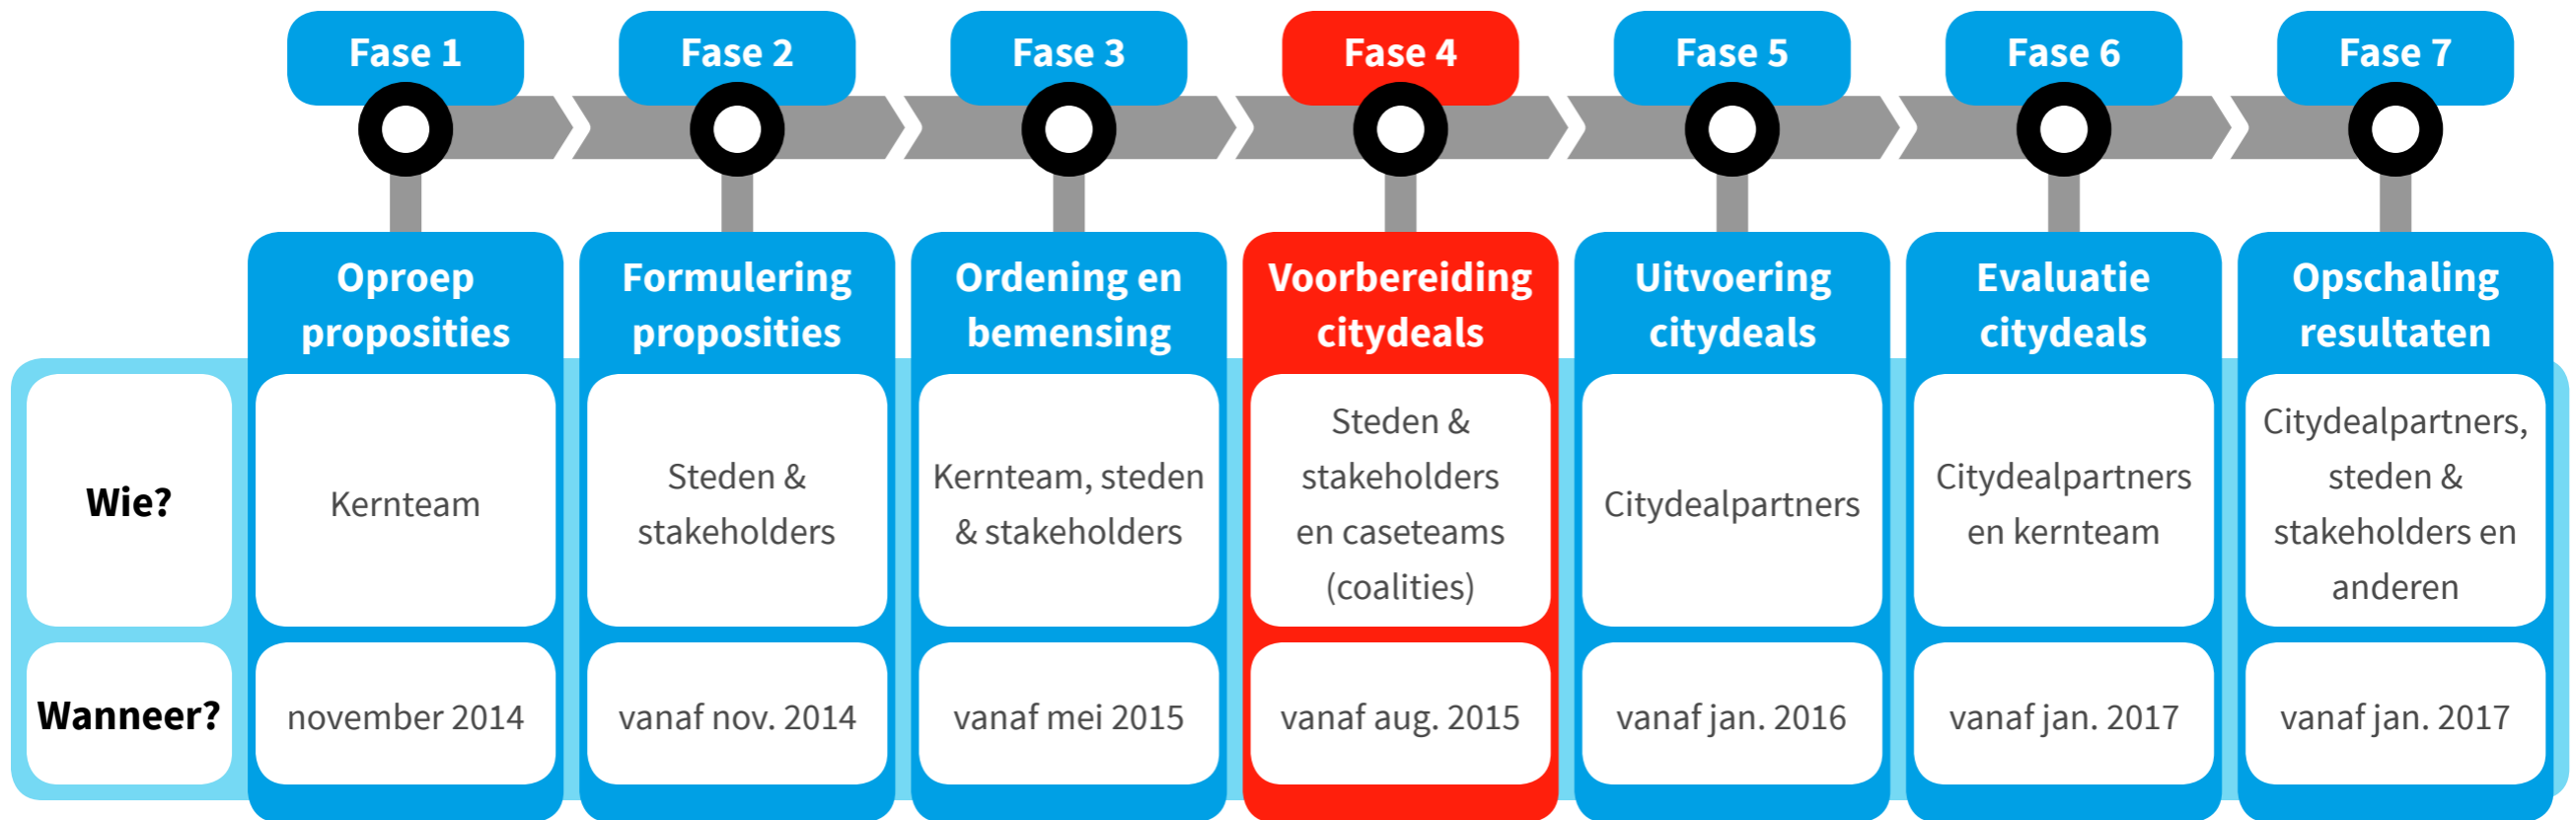 Fase 1
Fase 2
Fase 3
Fase 4
Fase 5
Fase 6
Fase 7
Oproep
proposities
Formulering
proposities
Ordening en
bemensing
Voorbereiding
citydeals
Uitvoering
citydeals
Evaluatie
citydeals
Opschaling
resultaten
Wie?
Kernteam
Steden &
stakeholders
Kernteam, steden
& stakeholders
Steden &
stakeholders
en caseteams
(coalities)
Citydealpartners
Citydealpartners
en kernteam
Citydealpartners,
steden &
stakeholders en
anderen
Wanneer?
november 2014
vanaf nov. 2014
vanaf mei 2015
vanaf aug. 2015
vanaf jan. 2016
vanaf jan. 2017
vanaf jan. 2017